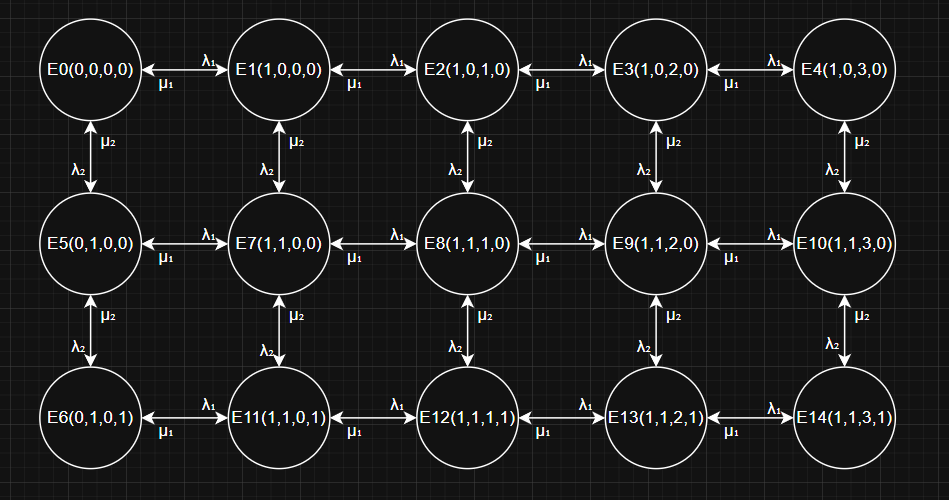 λ₁ λ₁ λ₁ λ₁
E0(0,0,0,0) E1(1,0,0,0) E2(1,0,1,0) E3(1,0,2,0) E4(1,0,3,0)
μ₁ μ₁ μ₁ μ₁
μ₂ μ₂ μ₂ μ₂ μ₂
λ₂ λ₂ λ₂ λ₂ λ₂
λ₁ λ₁ λ₁ λ₁
E5(0,1,0,0) E7(1,1,0,0) E8(1,1,1,0) E9(1,1,2,0) E10(1,1,3,0)
μ₁ μ₁ μ₁ μ₁
μ₂ μ₂ μ₂ μ₂ μ₂
λ₂ λ₂ λ₂ λ₂ λ₂
λ₁ λ₁ λ₁ λ₁
E6(0,1,0,1) E11(1,1,0,1) E12(1,1,1,1) E13(1,1,2,1) E14(1,1,3,1)
μ₁ μ₁ μ₁ μ₁